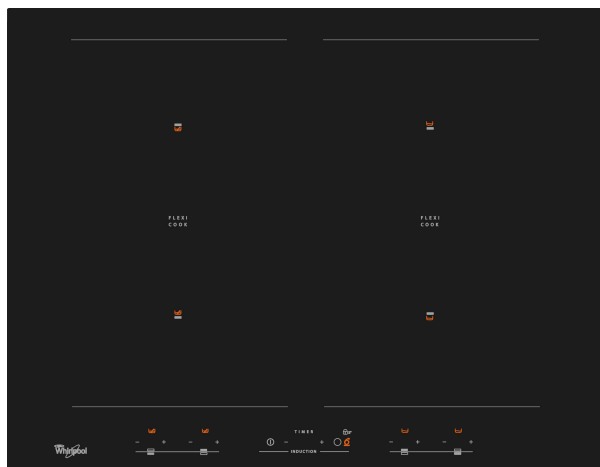 FLEXI
COOK
FLEXI
COOK
TIMER
− + − + − + − + − +
Whirlpool
INDUCTION